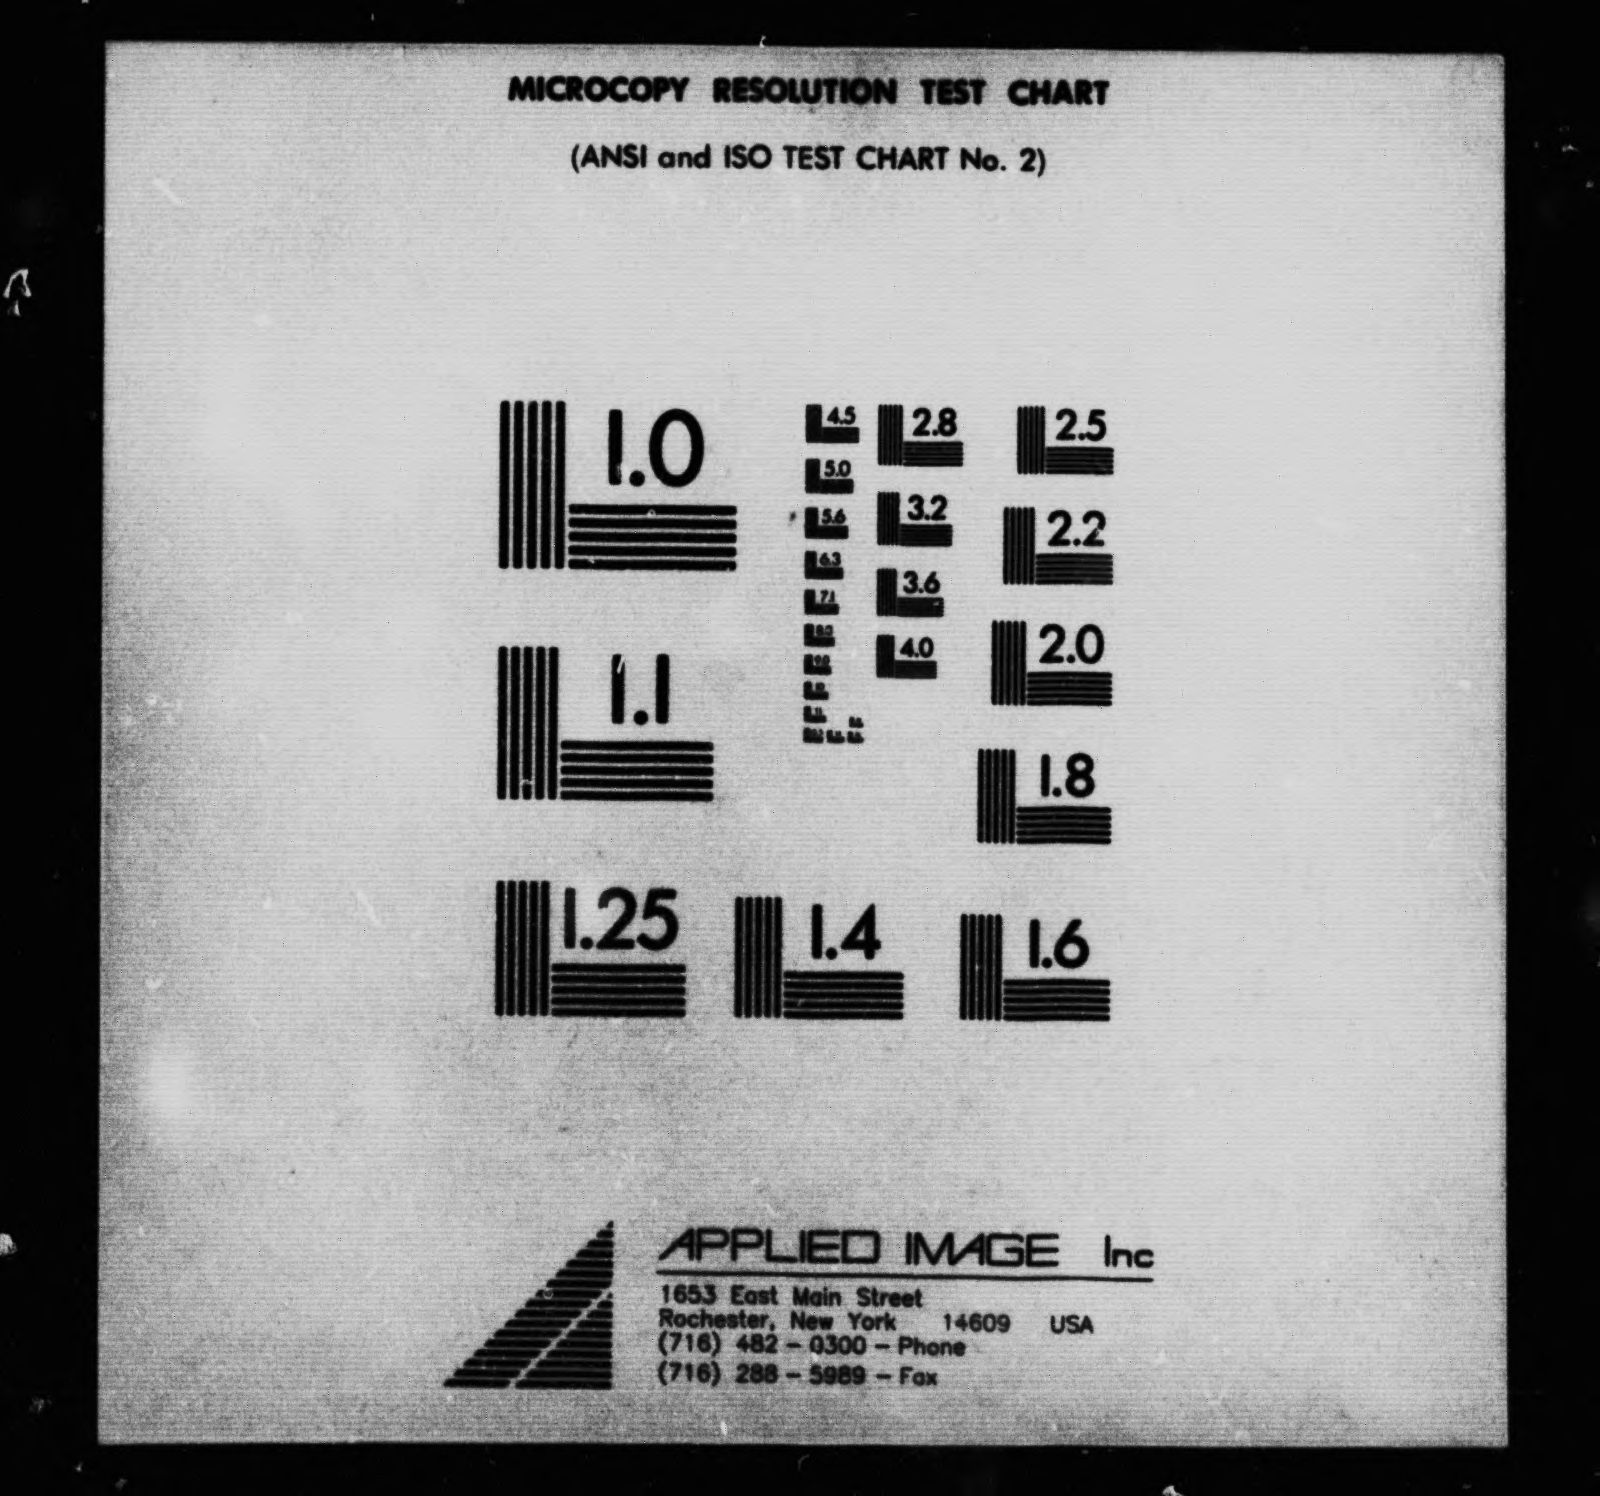 MICROCOPY RESOLUTION TEST CHART
(ANSI and ISO TEST CHART No. 2)
1.0
1.1
1.25
1.4
1.6
4.5
5.0
5.6
6.3
7.1
2.8
3.2
3.6
4.0
2.5
2.2
2.0
1.8
APPLIED IMAGE Inc
1653 East Main Street
Rochester, New York 14609 USA
(716) 482 - 0300 - Phone
(716) 288 - 5989 - Fax